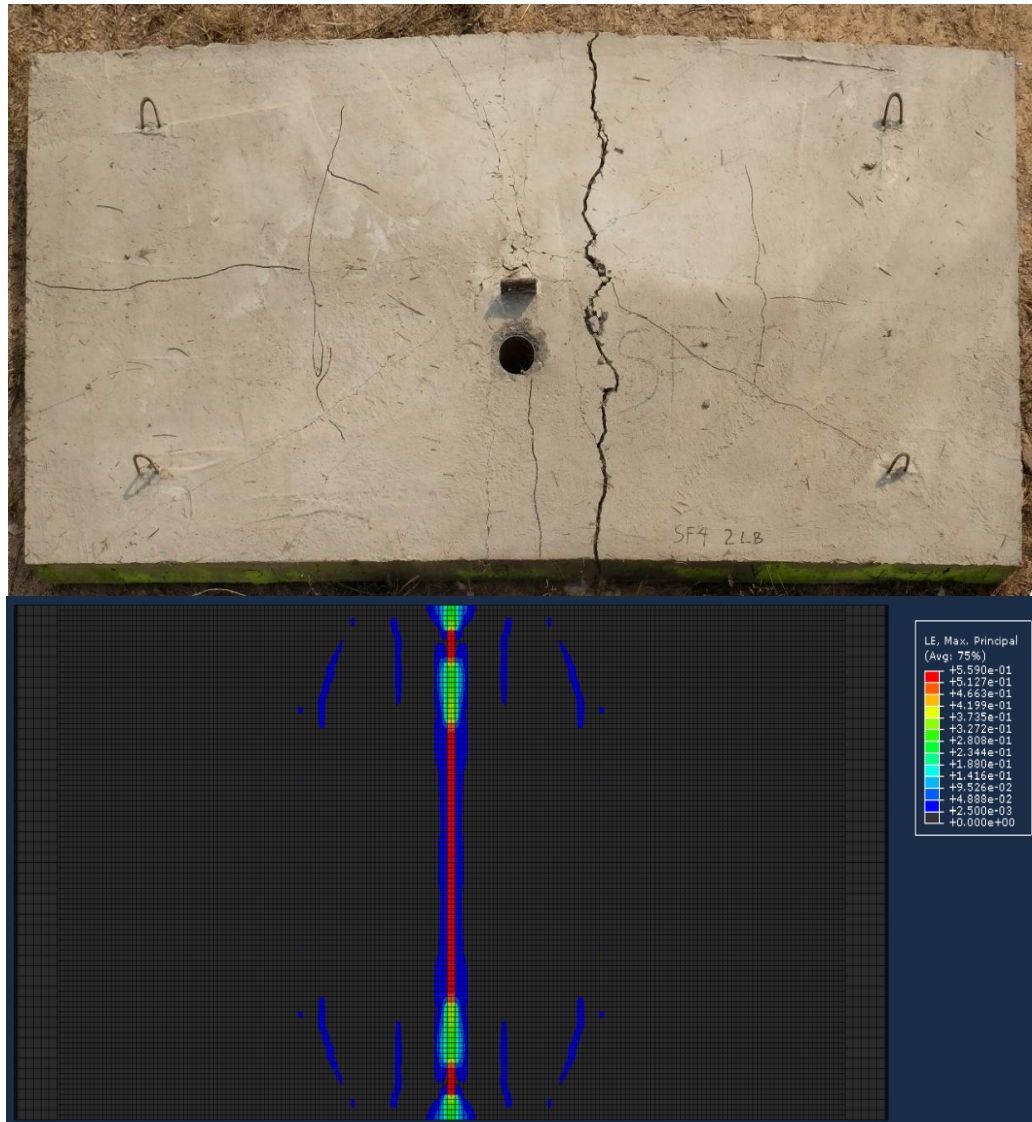 SF
SF4 2LB
LE, Max. Principal
(Avg: 75%)
+5.590e-01
+5.127e-01
+4.663e-01
+4.199e-01
+3.735e-01
+3.272e-01
+2.808e-01
+2.344e-01
+1.880e-01
+1.416e-01
+9.526e-02
+4.888e-02
+2.500e-03
+0.000e+00